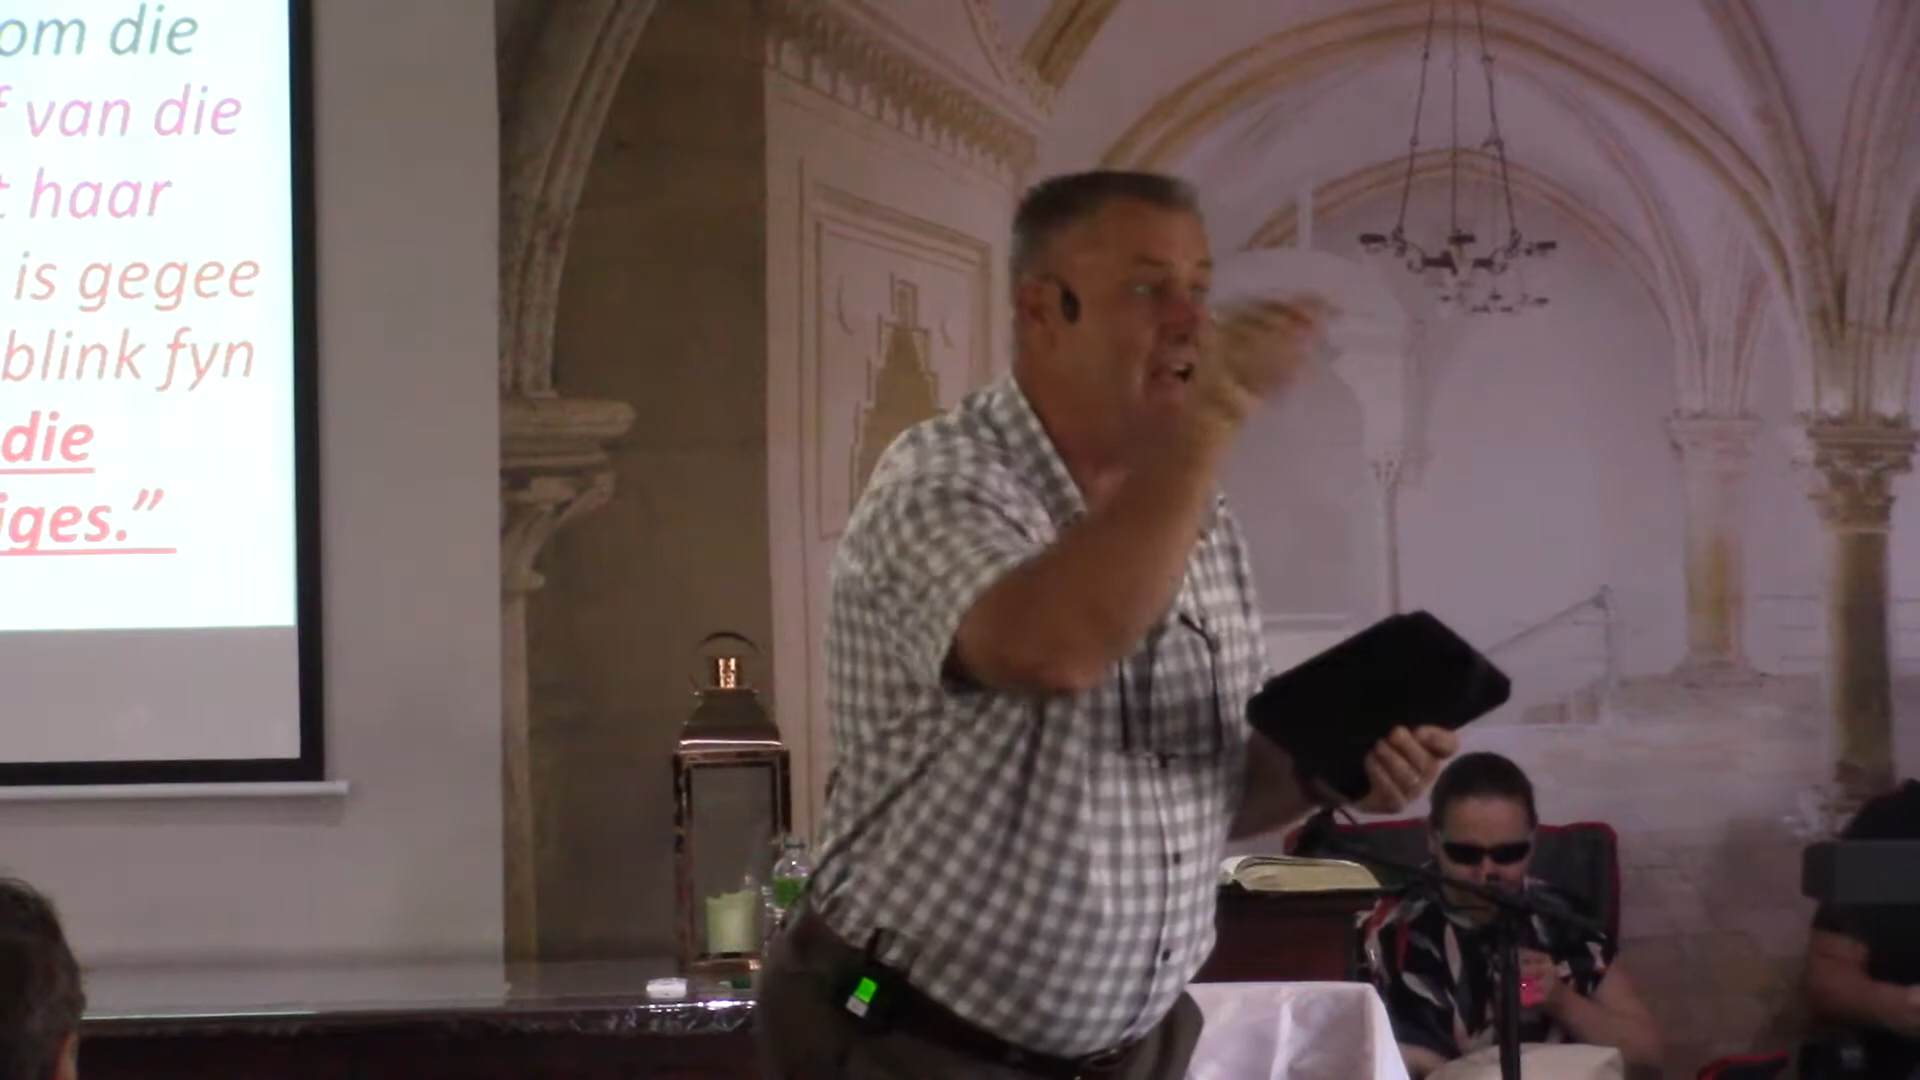 om die
f van die
t haar
is gegee
blink fyn
die
iges.”